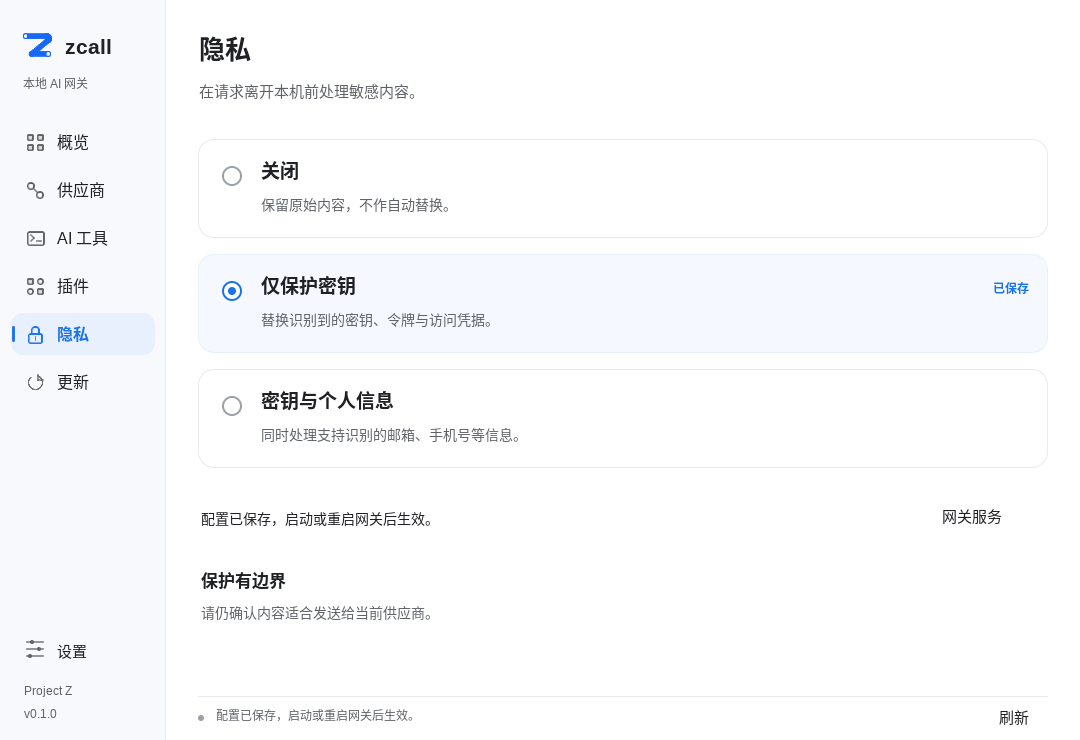 zcall
本地 AI 网关
概览
供应商
AI 工具
插件
隐私
更新
设置
Project Z
v0.1.0
隐私
在请求离开本机前处理敏感内容。
关闭
保留原始内容，不作自动替换。
仅保护密钥
已保存
替换识别到的密钥、令牌与访问凭据。
密钥与个人信息
同时处理支持识别的邮箱、手机号等信息。
配置已保存，启动或重启网关后生效。
网关服务
保护有边界
请仍确认内容适合发送给当前供应商。
配置已保存，启动或重启网关后生效。
刷新